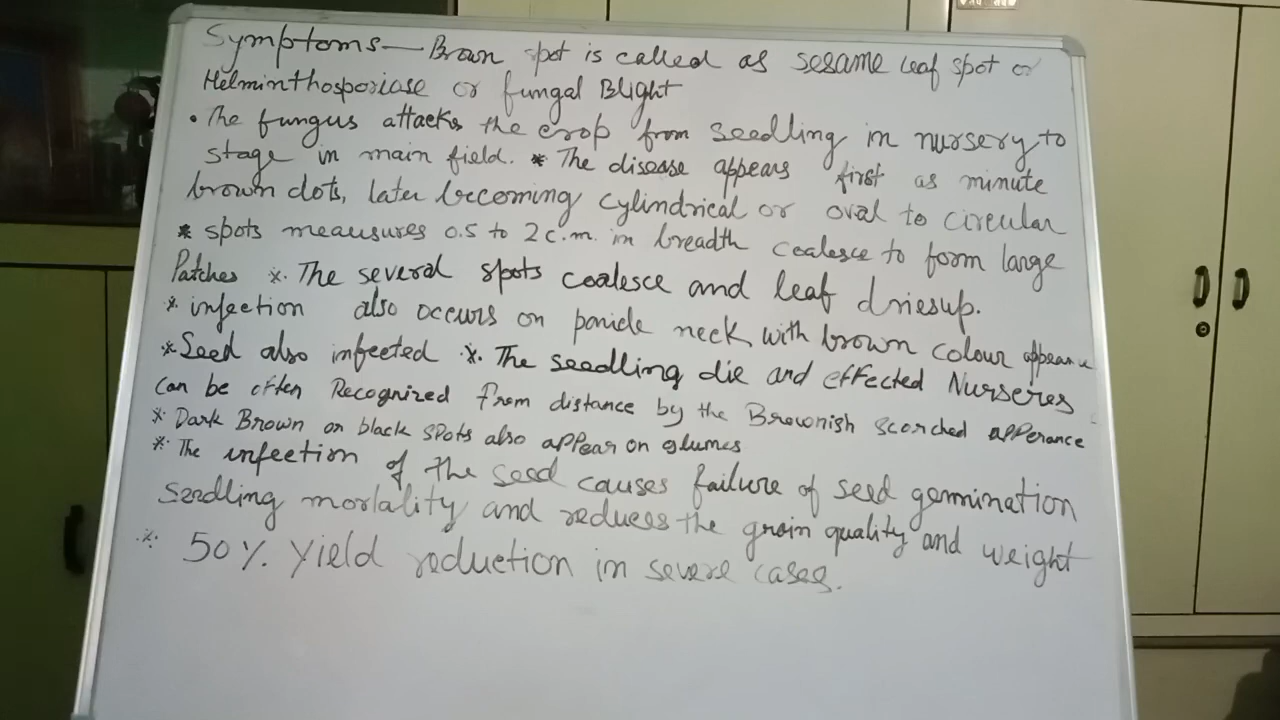 Symptoms— Brown spot is called as sesame leaf spot or
Helminthosporiase or fungal Blight
• The fungus attacks the crop from seedling in nursery to
stage in main field. * The disease appears first as minute
brown dots, later becoming cylindrical or oval to circular
* spots meausures 0.5 to 2 c.m. in breadth coalesce to form large
Patches *. The several spots coalesce and leaf driesup.
* infection also occurs on panicle neck with brown colour appearance
* Seed also infected *. The seedling die and effected Nurseres
can be often Recognized from distance by the Brownish Scorched apperance
* Dark Brown or black spots also appear on glumes
* The infection of the seed causes failure of seed germination
Seedling mortality and reduces the grain quality and weight
* 50% yield reduction in severe cases.